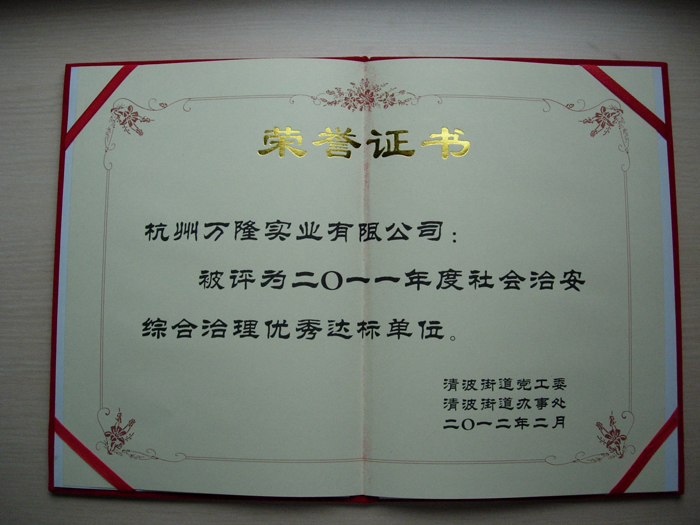 荣誉证书
杭州万隆实业有限公司：
被评为二〇一一年度社会治安
综合治理优秀达标单位。
清波街道党工委
清波街道办事处
二〇一二年二月